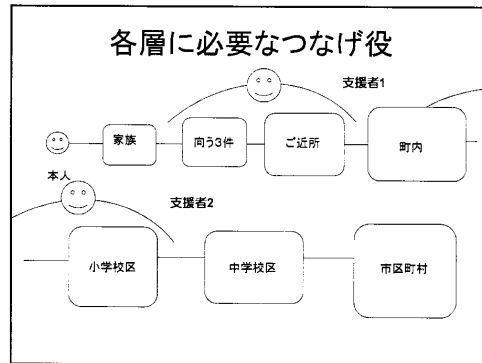 各層に必要なつなげ役
支援者1
家族
向う3件
ご近所
町内
本人
支援者2
小学校区
中学校区
市区町村